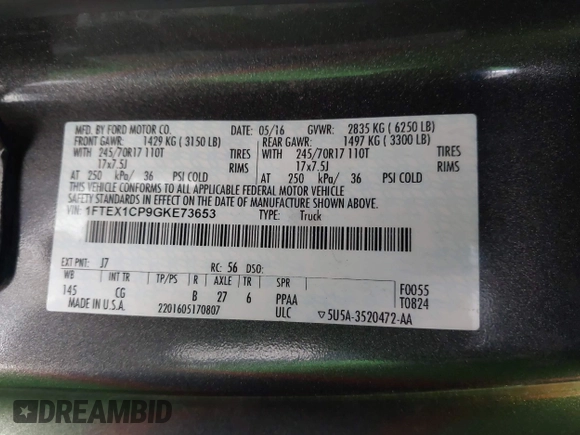 MFD. BY FORD MOTOR CO. DATE: 05/16 GVWR: 2835 KG ( 6250 LB)
FRONT GAWR: 1429 KG ( 3150 LB) REAR GAWR: 1497 KG ( 3300 LB)
WITH 245/70R17 110T TIRES WITH 245/70R17 110T TIRES
17x7.5J RIMS 17x7.5J RIMS
AT 250 kPa/ 36 PSI COLD AT 250 kPa/ 36 PSI COLD
THIS VEHICLE CONFORMS TO ALL APPLICABLE FEDERAL MOTOR VEHICLE
SAFETY STANDARDS IN EFFECT ON THE DATE OF MANUFACTURE SHOWN ABOVE.
VIN: 1FTEX1CP9GKE73653 TYPE: Truck
EXT PNT: J7 RC: 56 DSO:
WB INT TR TP/PS R AXLE TR SPR
145 CG B 27 6 PPAA F0055
MADE IN U.S.A. 2201605170807 ULC T0824
▽5U5A-3520472-AA
DREAMBID